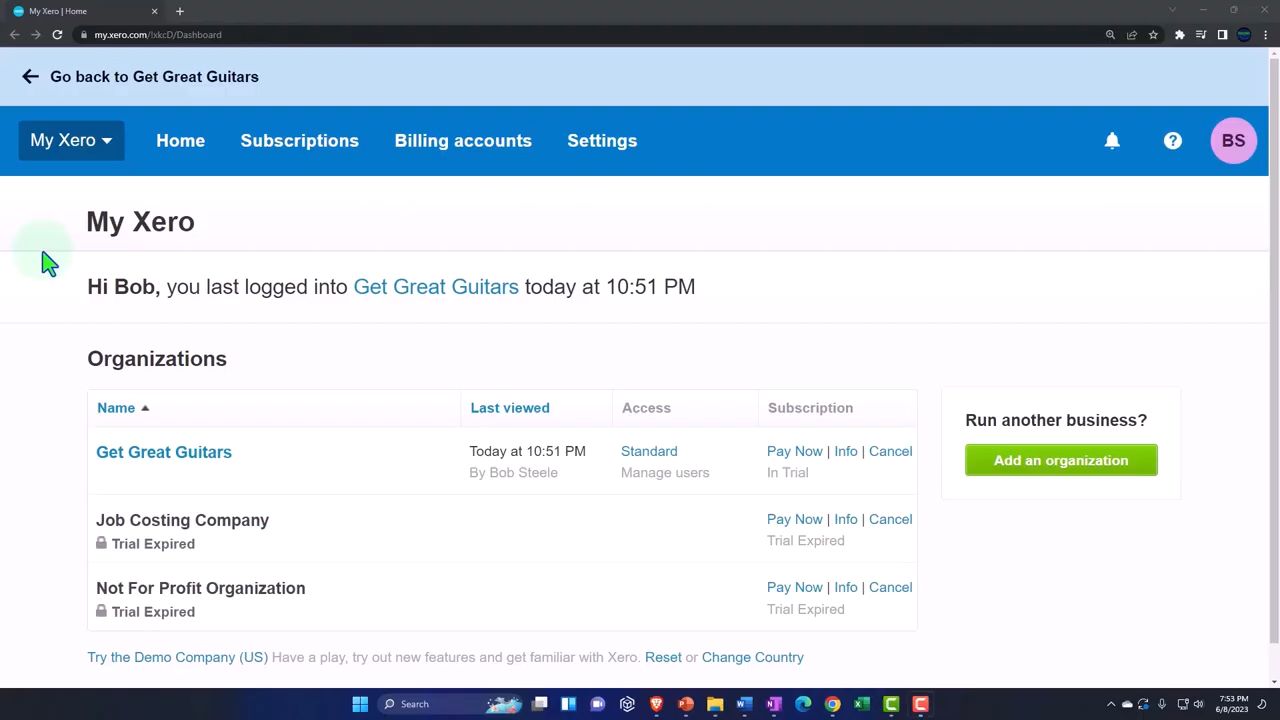 My Xero | Home
my.xero.com/!xkcD/Dashboard
Go back to Get Great Guitars
My Xero
Home
Subscriptions
Billing accounts
Settings
BS
My Xero
Hi Bob, you last logged into Get Great Guitars today at 10:51 PM
Organizations
Name
Last viewed
Access
Subscription
Get Great Guitars
Today at 10:51 PM
Standard
Pay Now | Info | Cancel
By Bob Steele
Manage users
In Trial
Job Costing Company
Pay Now | Info | Cancel
Trial Expired
Trial Expired
Not For Profit Organization
Pay Now | Info | Cancel
Trial Expired
Trial Expired
Run another business?
Add an organization
Try the Demo Company (US) Have a play, try out new features and get familiar with Xero. Reset or Change Country
Search
7:53 PM
6/8/2023